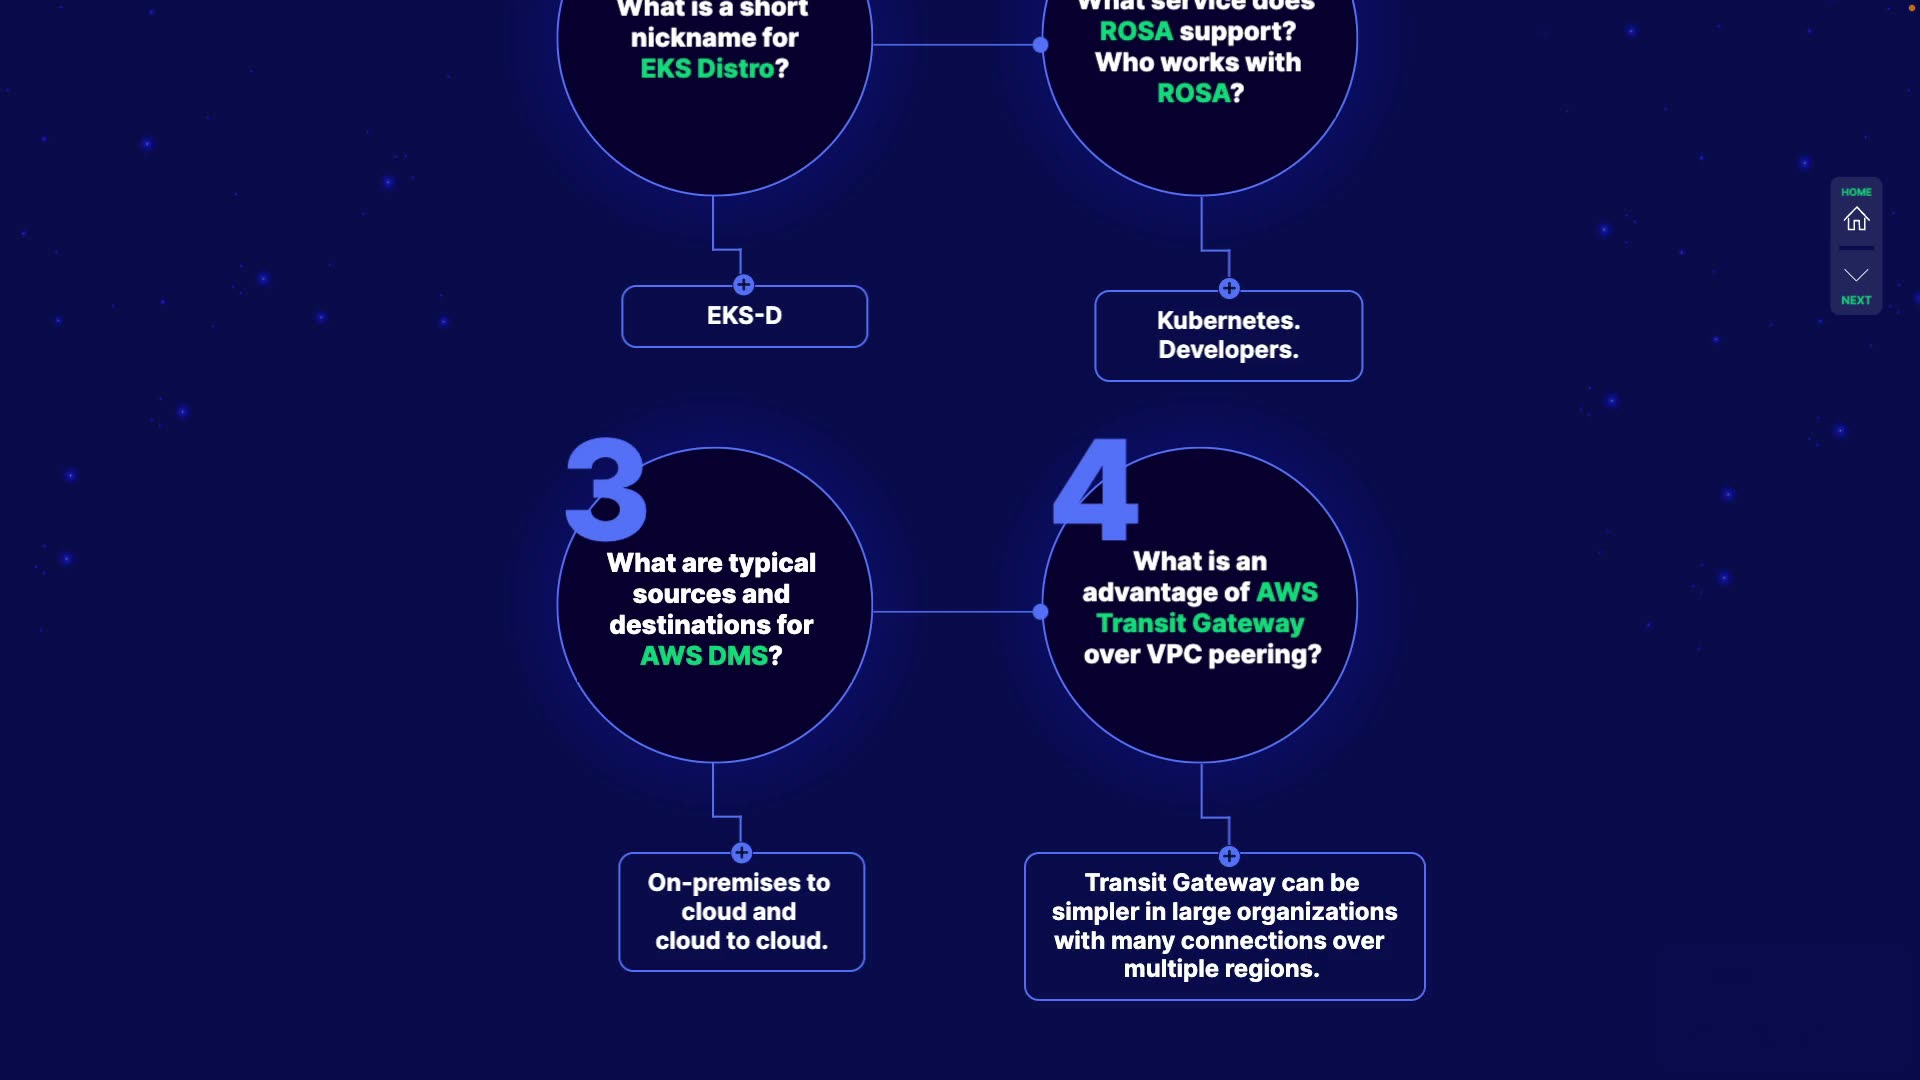 What is a short
nickname for
EKS Distro?
What service does
ROSA support?
Who works with
ROSA?
HOME
NEXT
EKS-D
Kubernetes.
Developers.
3
What are typical
sources and
destinations for
AWS DMS?
4
What is an
advantage of AWS
Transit Gateway
over VPC peering?
On-premises to
cloud and
cloud to cloud.
Transit Gateway can be
simpler in large organizations
with many connections over
multiple regions.